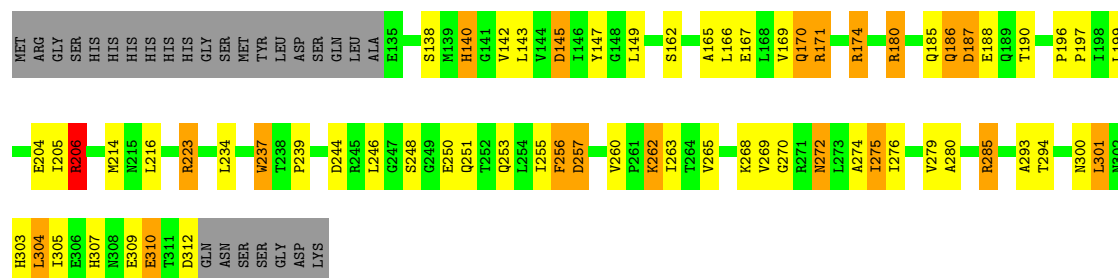 MET ARG GLY SER HIS HIS HIS HIS HIS HIS GLY SER MET TYR LEU ASP SER GLN LEU ALA E135 S138 M139 H140 G141 V142 L143 V144 D145 I146 Y147 G148 L149 S162 A165 L166 E167 L168 V169 Q170 R171 R174 R180 Q185 Q186 D187 E188 Q189 T190 P196 P197 I198 L199
E204 I205 R206 M214 N215 L216 R223 L234 W237 T238 P239 D244 R245 L246 G247 S248 G249 E250 Q251 T252 Q253 L254 I255 F256 D257 V260 P261 K262 I263 T264 V265 K268 V269 G270 R271 N272 L273 A274 I275 I276 V279 A280 R285 A293 T294 N300 L301 N302
H303 L304 I305 E306 H307 N308 E309 E310 T311 D312 GLN ASN SER SER GLY ASP LYS